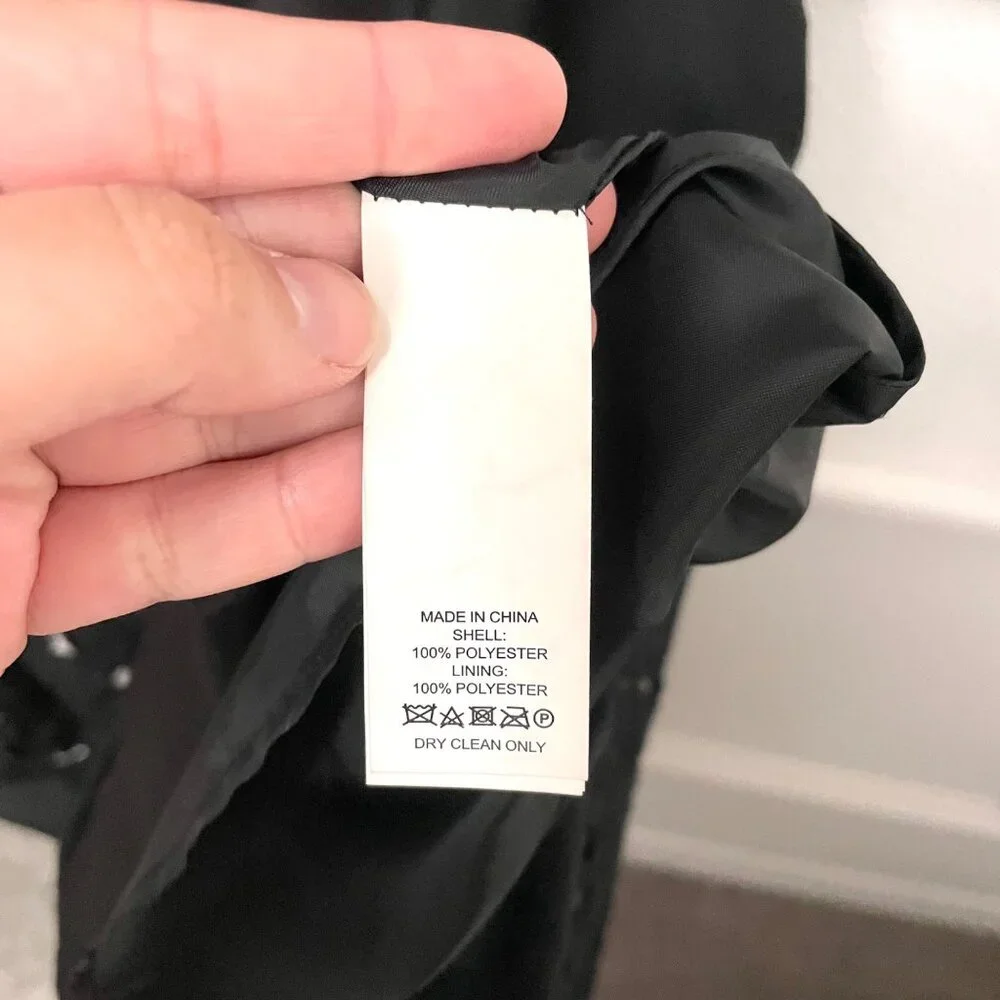 MADE IN CHINA
SHELL:
100% POLYESTER
LINING:
100% POLYESTER
P
DRY CLEAN ONLY